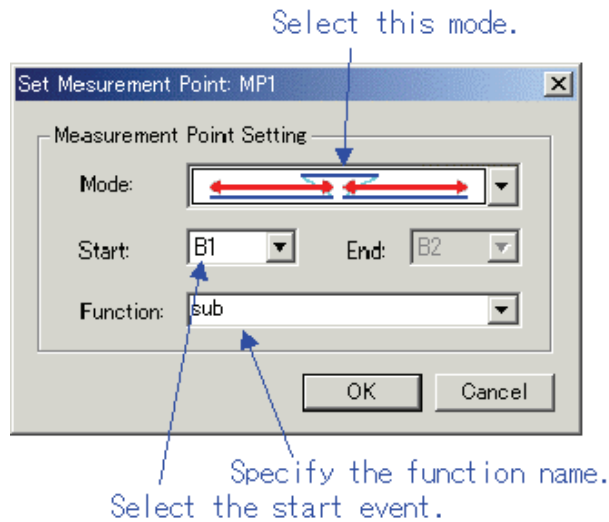 Select this mode.
Set Mesurement Point: MP1
Measurement Point Setting
Mode:
Start: B1 End: B2
Function: sub
OK Cancel
Specify the function name.
Select the start event.